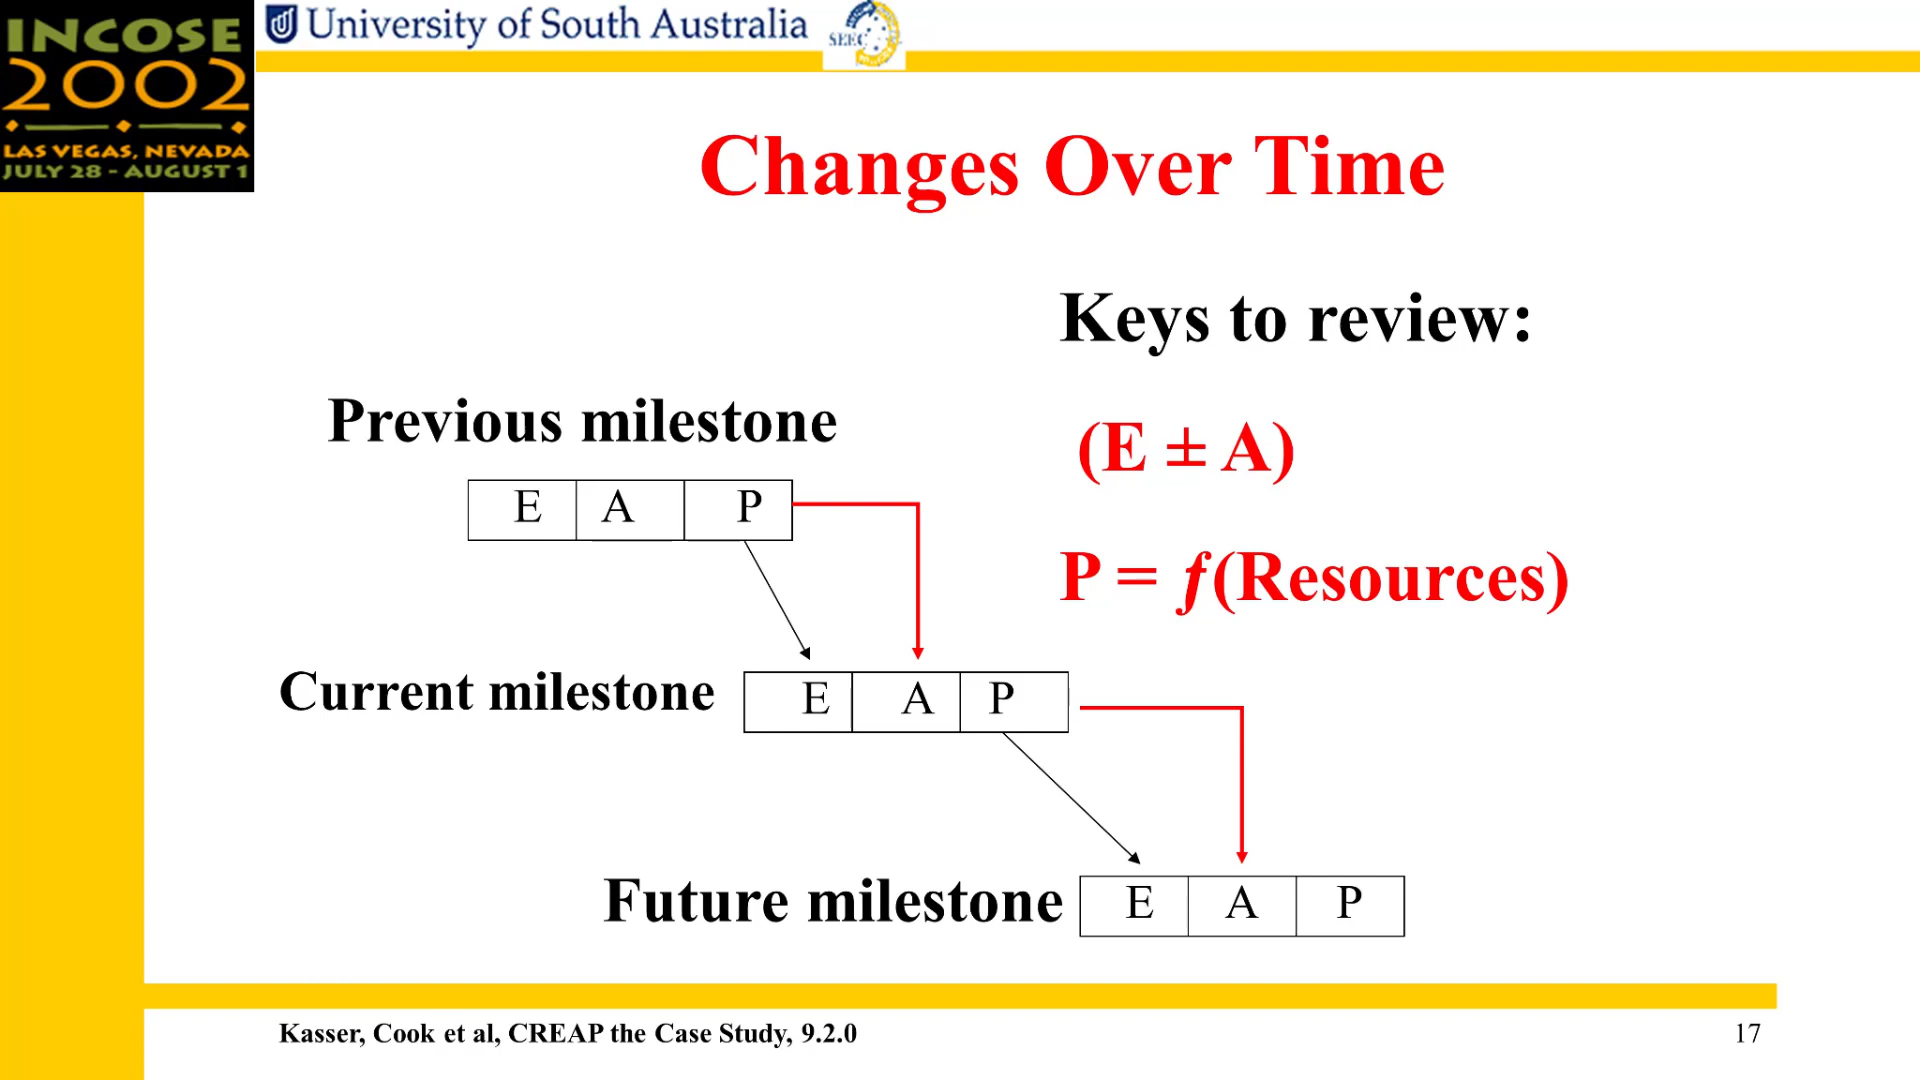 INCOSE
2002
LAS VEGAS, NEVADA
JULY 28 - AUGUST 1
University of South Australia
SEEC
Changes Over Time
Keys to review:
(E ± A)
P = ƒ(Resources)
Previous milestone
E A P
Current milestone
E A P
Future milestone
E A P
Kasser, Cook et al, CREAP the Case Study, 9.2.0
17